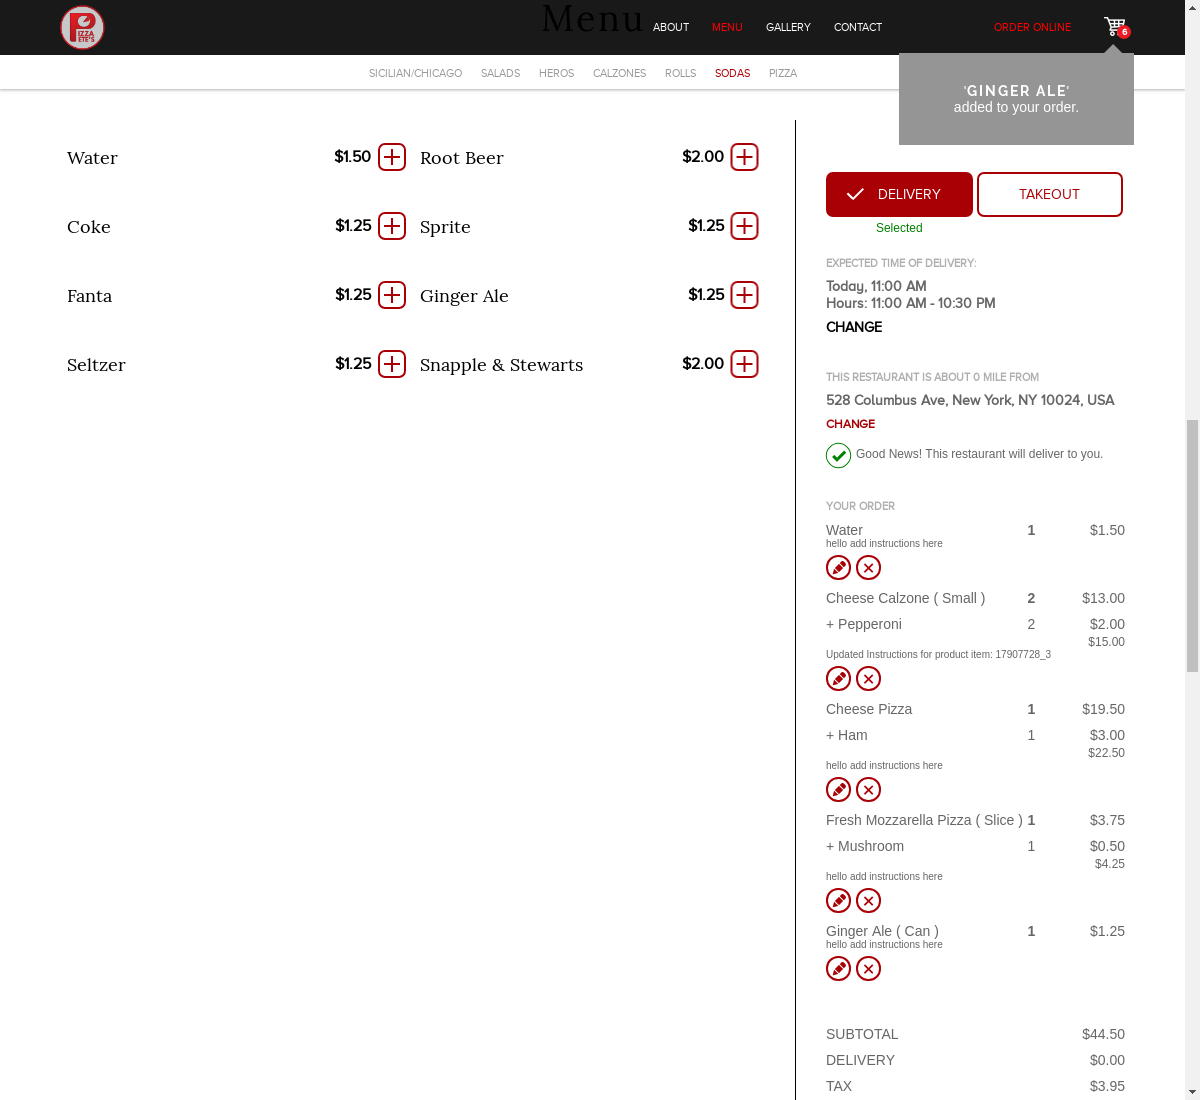 PIZZA
ETE'S
Menu
ABOUT
MENU
GALLERY
CONTACT
ORDER ONLINE
6
SICILIAN/CHICAGO
SALADS
HEROS
CALZONES
ROLLS
SODAS
PIZZA
'GINGER ALE'
added to your order.
Water $1.50
Root Beer $2.00
Coke $1.25
Sprite $1.25
Fanta $1.25
Ginger Ale $1.25
Seltzer $1.25
Snapple & Stewarts $2.00
DELIVERY
TAKEOUT
Selected
EXPECTED TIME OF DELIVERY:
Today, 11:00 AM
Hours: 11:00 AM - 10:30 PM
CHANGE
THIS RESTAURANT IS ABOUT 0 MILE FROM
528 Columbus Ave, New York, NY 10024, USA
CHANGE
Good News! This restaurant will deliver to you.
YOUR ORDER
Water 1 $1.50
hello add instructions here
Cheese Calzone ( Small ) 2 $13.00
+ Pepperoni 2 $2.00
$15.00
Updated Instructions for product item: 17907728_3
Cheese Pizza 1 $19.50
+ Ham 1 $3.00
$22.50
hello add instructions here
Fresh Mozzarella Pizza ( Slice ) 1 $3.75
+ Mushroom 1 $0.50
$4.25
hello add instructions here
Ginger Ale ( Can ) 1 $1.25
hello add instructions here
SUBTOTAL $44.50
DELIVERY $0.00
TAX $3.95